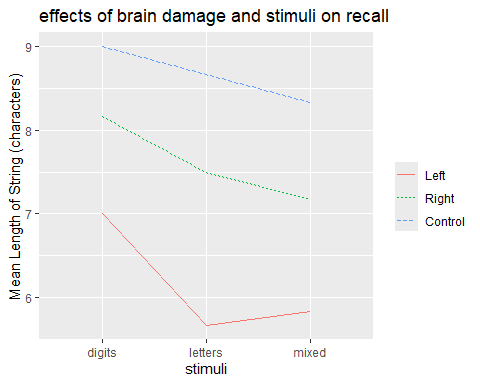 effects of brain damage and stimuli on recall
Mean Length of String (characters)
9
8
7
6
digits
letters
mixed
stimuli
Left
Right
Control